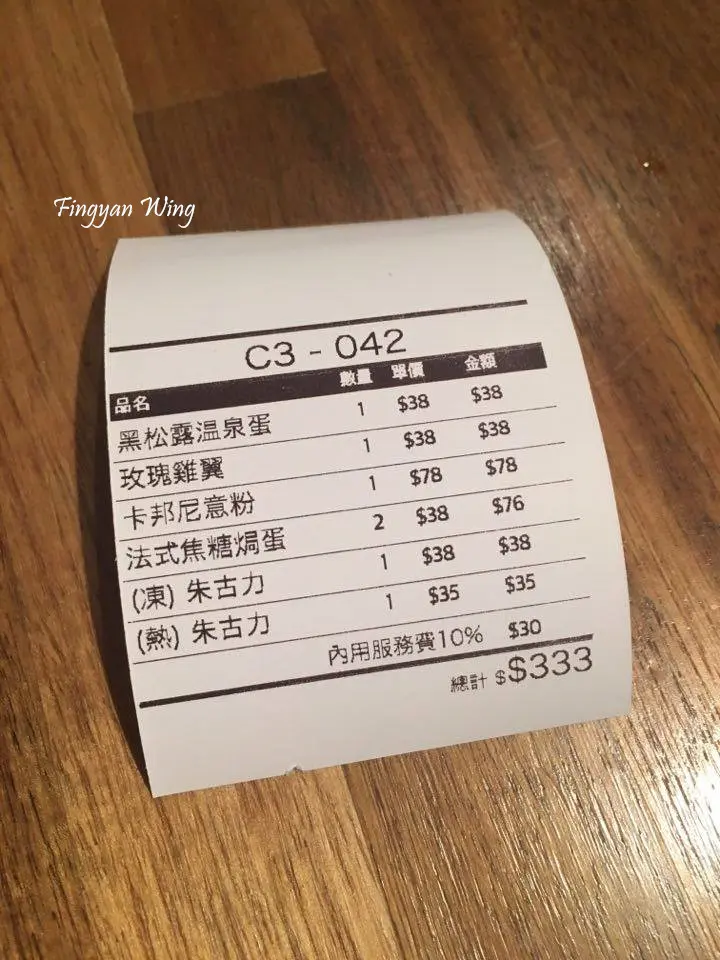 Fingyan Wing
C3 - 042
品名 數量 單價 金額
黑松露温泉蛋 1 $38 $38
玫瑰雞翼 1 $38 $38
卡邦尼意粉 1 $78 $78
法式焦糖焗蛋 2 $38 $76
(凍) 朱古力 1 $38 $38
(熱) 朱古力 1 $35 $35
內用服務費10% $30
總計 $$333